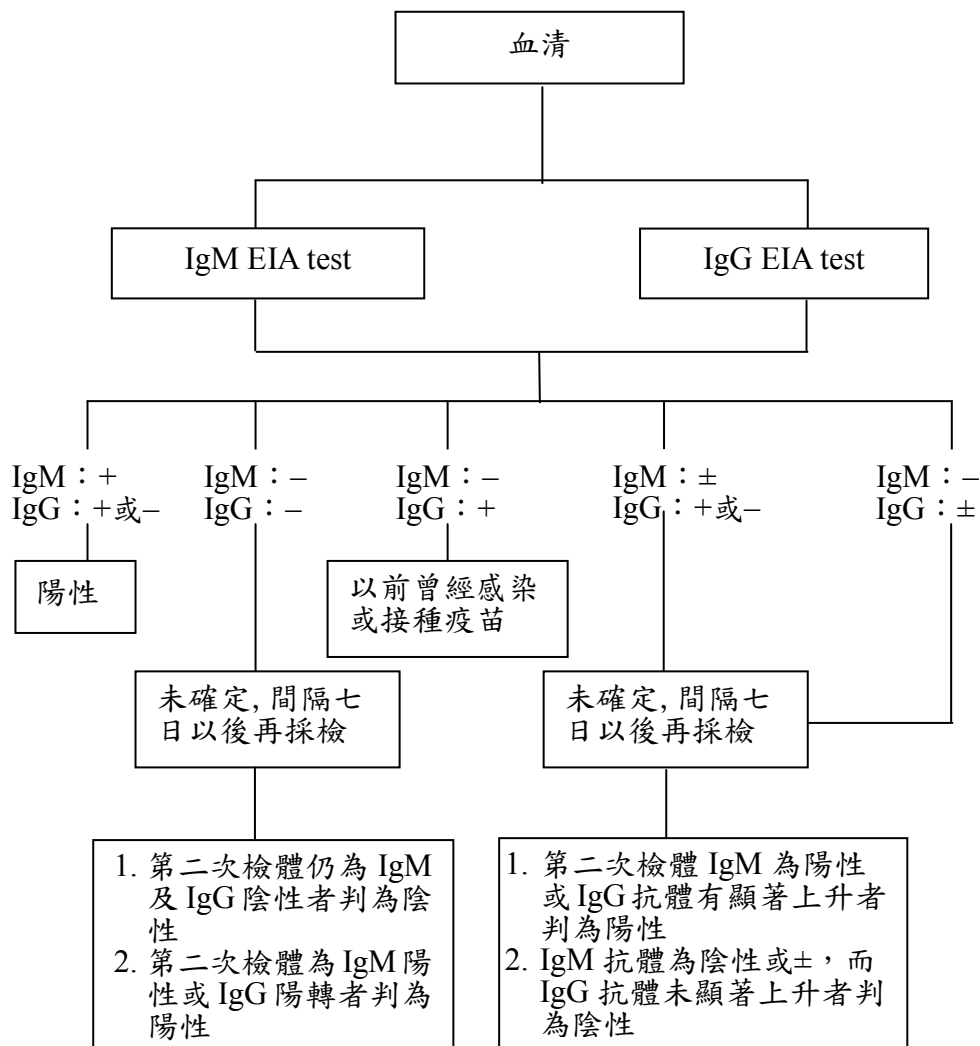 血清
IgM EIA test
IgG EIA test
IgM：+
IgG：+或–
IgM：–
IgG：–
IgM：–
IgG：+
IgM：±
IgG：+或–
IgM：–
IgG：±
陽性
以前曾經感染
或接種疫苗
未確定, 間隔七
日以後再採檢
未確定, 間隔七
日以後再採檢
1. 第二次檢體仍為 IgM
及 IgG 陰性者判為陰
性
2. 第二次檢體為 IgM 陽
性或 IgG 陽轉者判為
陽性
1. 第二次檢體 IgM 為陽性
或 IgG 抗體有顯著上升者
判為陽性
2. IgM 抗體為陰性或±，而
IgG 抗體未顯著上升者判
為陰性